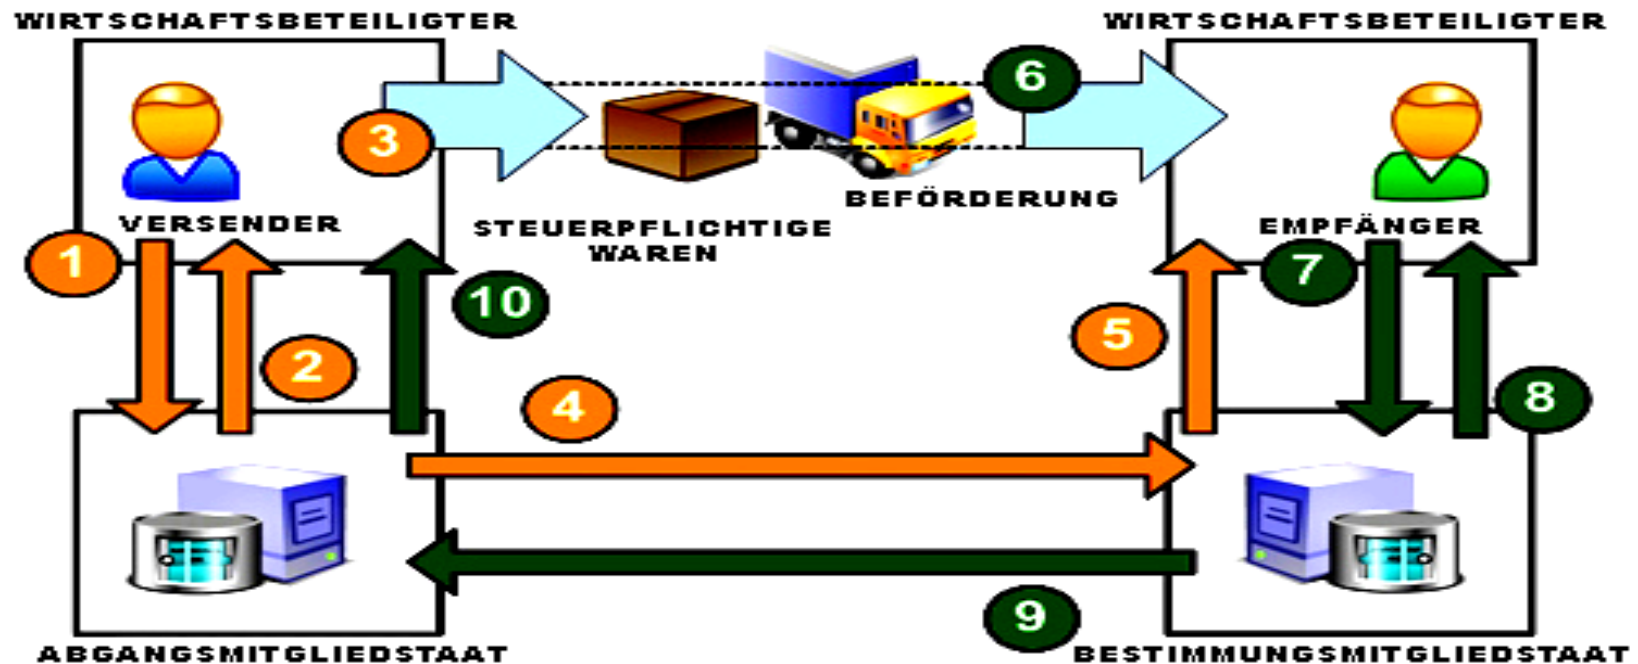 WIRTSCHAFTSBETEILIGTER
WIRTSCHAFTSBETEILIGTER
6
3
BEFÖRDERUNG
VERSENDER
STEUERPFLICHTIGE
WAREN
EMPFÄNGER
1
7
10
5
2
4
8
9
ABGANGSMITGLIEDSTAAT
BESTIMMUNGSMITGLIEDSTAAT